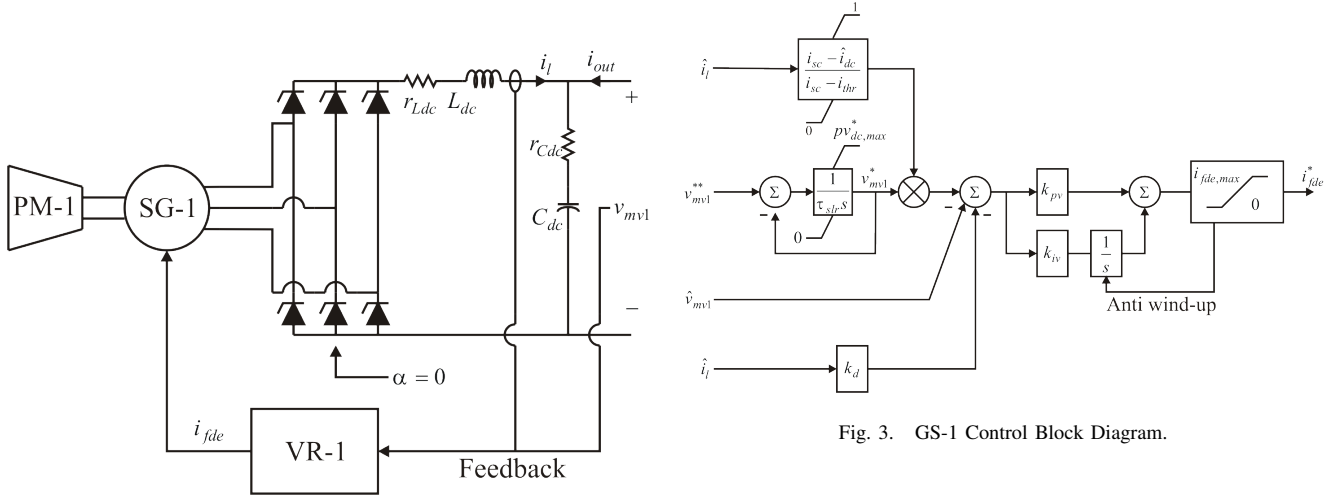 i_l
i_out
+
r_Ldc
L_dc
r_Cdc
C_dc
PM-1
SG-1
v_mv1
−
α = 0
i_fde
VR-1
Feedback
1
î_l
i_sc − î_dc
i_sc − i_thr
0
pv*_dc,max
v**_mv1
Σ
-
1
τ_slr s
v*_mv1
0
Σ
-
-
k_pv
Σ
i_fde,max
0
i*_fde
k_iv
1
s
Anti wind-up
v̂_mv1
î_l
k_d
Fig. 3. GS-1 Control Block Diagram.